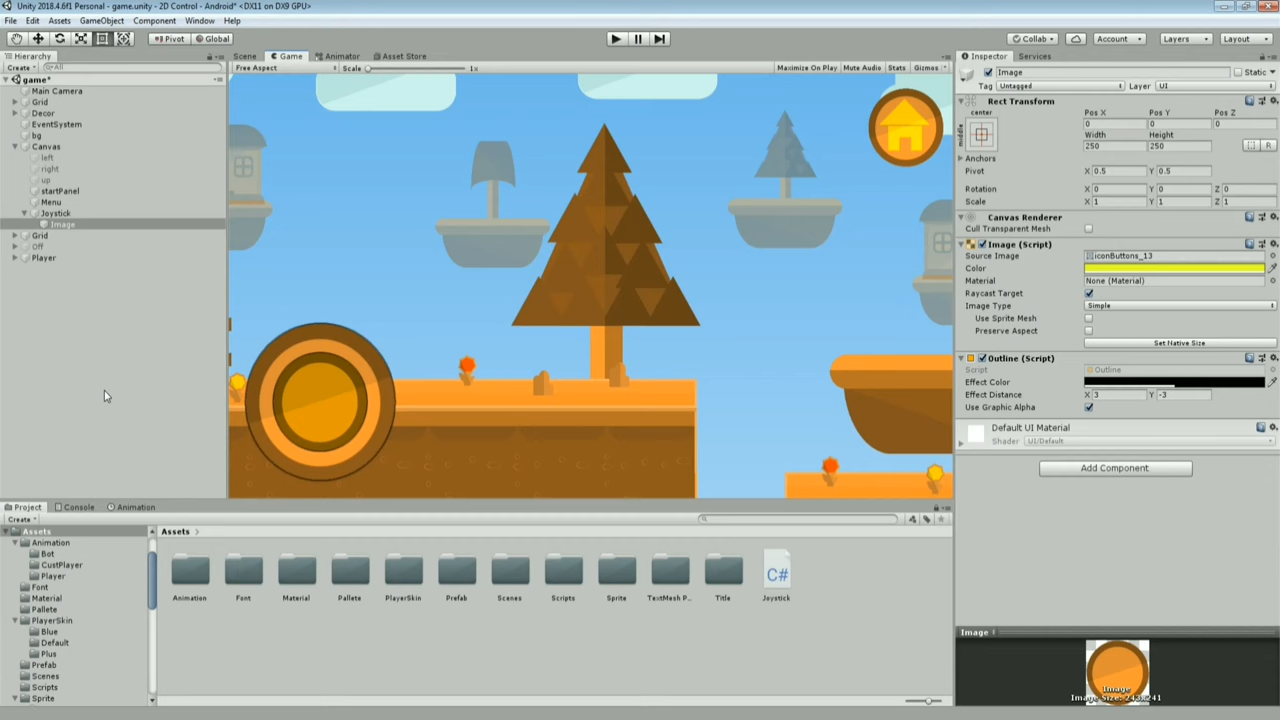 Unity 2018.4.6f1 Personal - game.unity - 2D Control - Android* <DX11 on DX9 GPU>
File Edit Assets GameObject Component Window Help
Pivot Global Collab Account Layers Layout
Hierarchy Scene Game Animator Asset Store Inspector Services
Create All Free Aspect Scale 1x Maximize On Play Mute Audio Stats Gizmos Image Static
game*
Tag Untagged Layer UI
Main Camera
Grid
Decor
EventSystem
bg
Canvas
left
right
up
startPanel
Menu
Joystick
Image
Grid
Off
Player
Rect Transform
center Pos X Pos Y Pos Z
middle 0 0 0
Width Height
250 250 R
Anchors
Pivot X 0.5 Y 0.5
Rotation X 0 Y 0 Z 0
Scale X 1 Y 1 Z 1
Canvas Renderer
Cull Transparent Mesh
Image (Script)
Source Image iconButtons_13
Color
Material None (Material)
Raycast Target
Image Type Simple
Use Sprite Mesh
Preserve Aspect
Set Native Size
Outline (Script)
Script Outline
Effect Color
Effect Distance X 3 Y -3
Use Graphic Alpha
Default UI Material
Shader UI/Default
Add Component
Project Console Animation
Create
Assets
Animation
Bot
CustPlayer
Player
Font
Material
Pallete
PlayerSkin
Blue
Default
Plus
Prefab
Scenes
Scripts
Sprite
Assets
C#
Animation Font Material Pallete PlayerSkin Prefab Scenes Scripts Sprite TextMesh P... Title Joystick
Image
Image
Image Size: 243x241